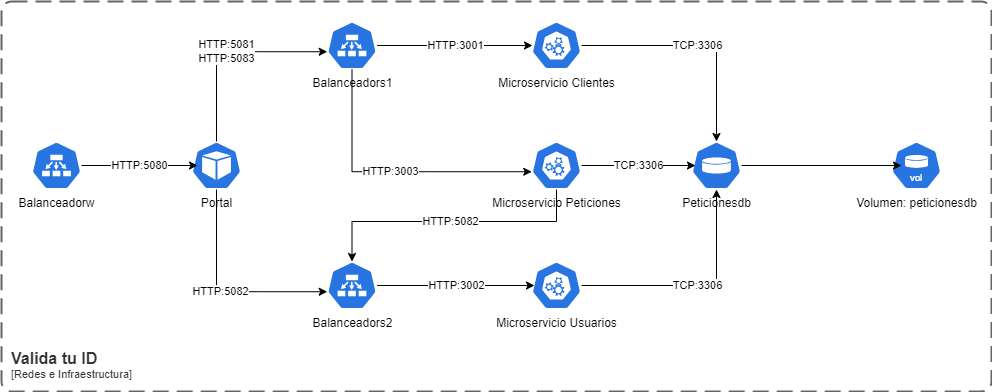 HTTP:5081
HTTP:5083
HTTP:3001
TCP:3306
Balanceadors1
Microservicio Clientes
HTTP:5080
HTTP:3003
TCP:3306
vol
Balanceadorw
Portal
Microservicio Peticiones
Peticionesdb
Volumen: peticionesdb
HTTP:5082
HTTP:5082
HTTP:3002
TCP:3306
Balanceadors2
Microservicio Usuarios
Valida tu ID
[Redes e Infraestructura]